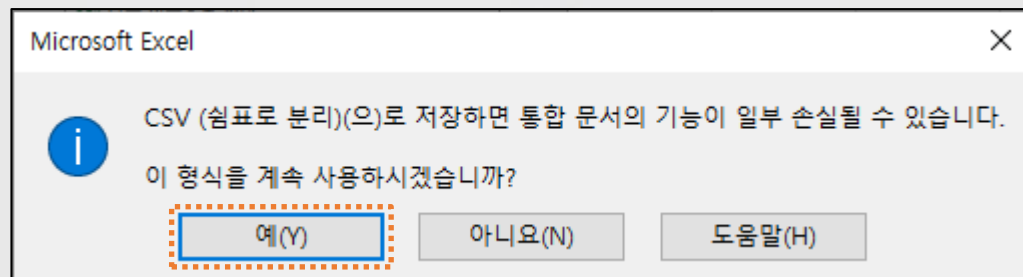 Microsoft Excel
CSV (쉼표로 분리)(으)로 저장하면 통합 문서의 기능이 일부 손실될 수 있습니다.
이 형식을 계속 사용하시겠습니까?
예(Y) 아니요(N) 도움말(H)